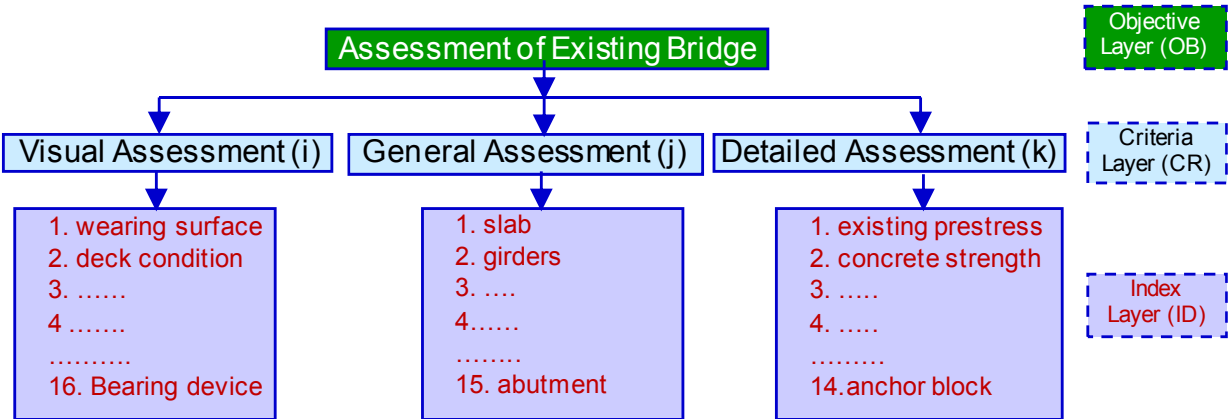 Assessment of Existing Bridge
Objective
Layer (OB)
Visual Assessment (i)
General Assessment (j)
Detailed Assessment (k)
Criteria
Layer (CR)
1. wearing surface
2. deck condition
3. ……
4 …….
……….
16. Bearing device
1. slab
2. girders
3. ….
4……
……..
15. abutment
1. existing prestress
2. concrete strength
3. …..
4. …..
………
14.anchor block
Index
Layer (ID)